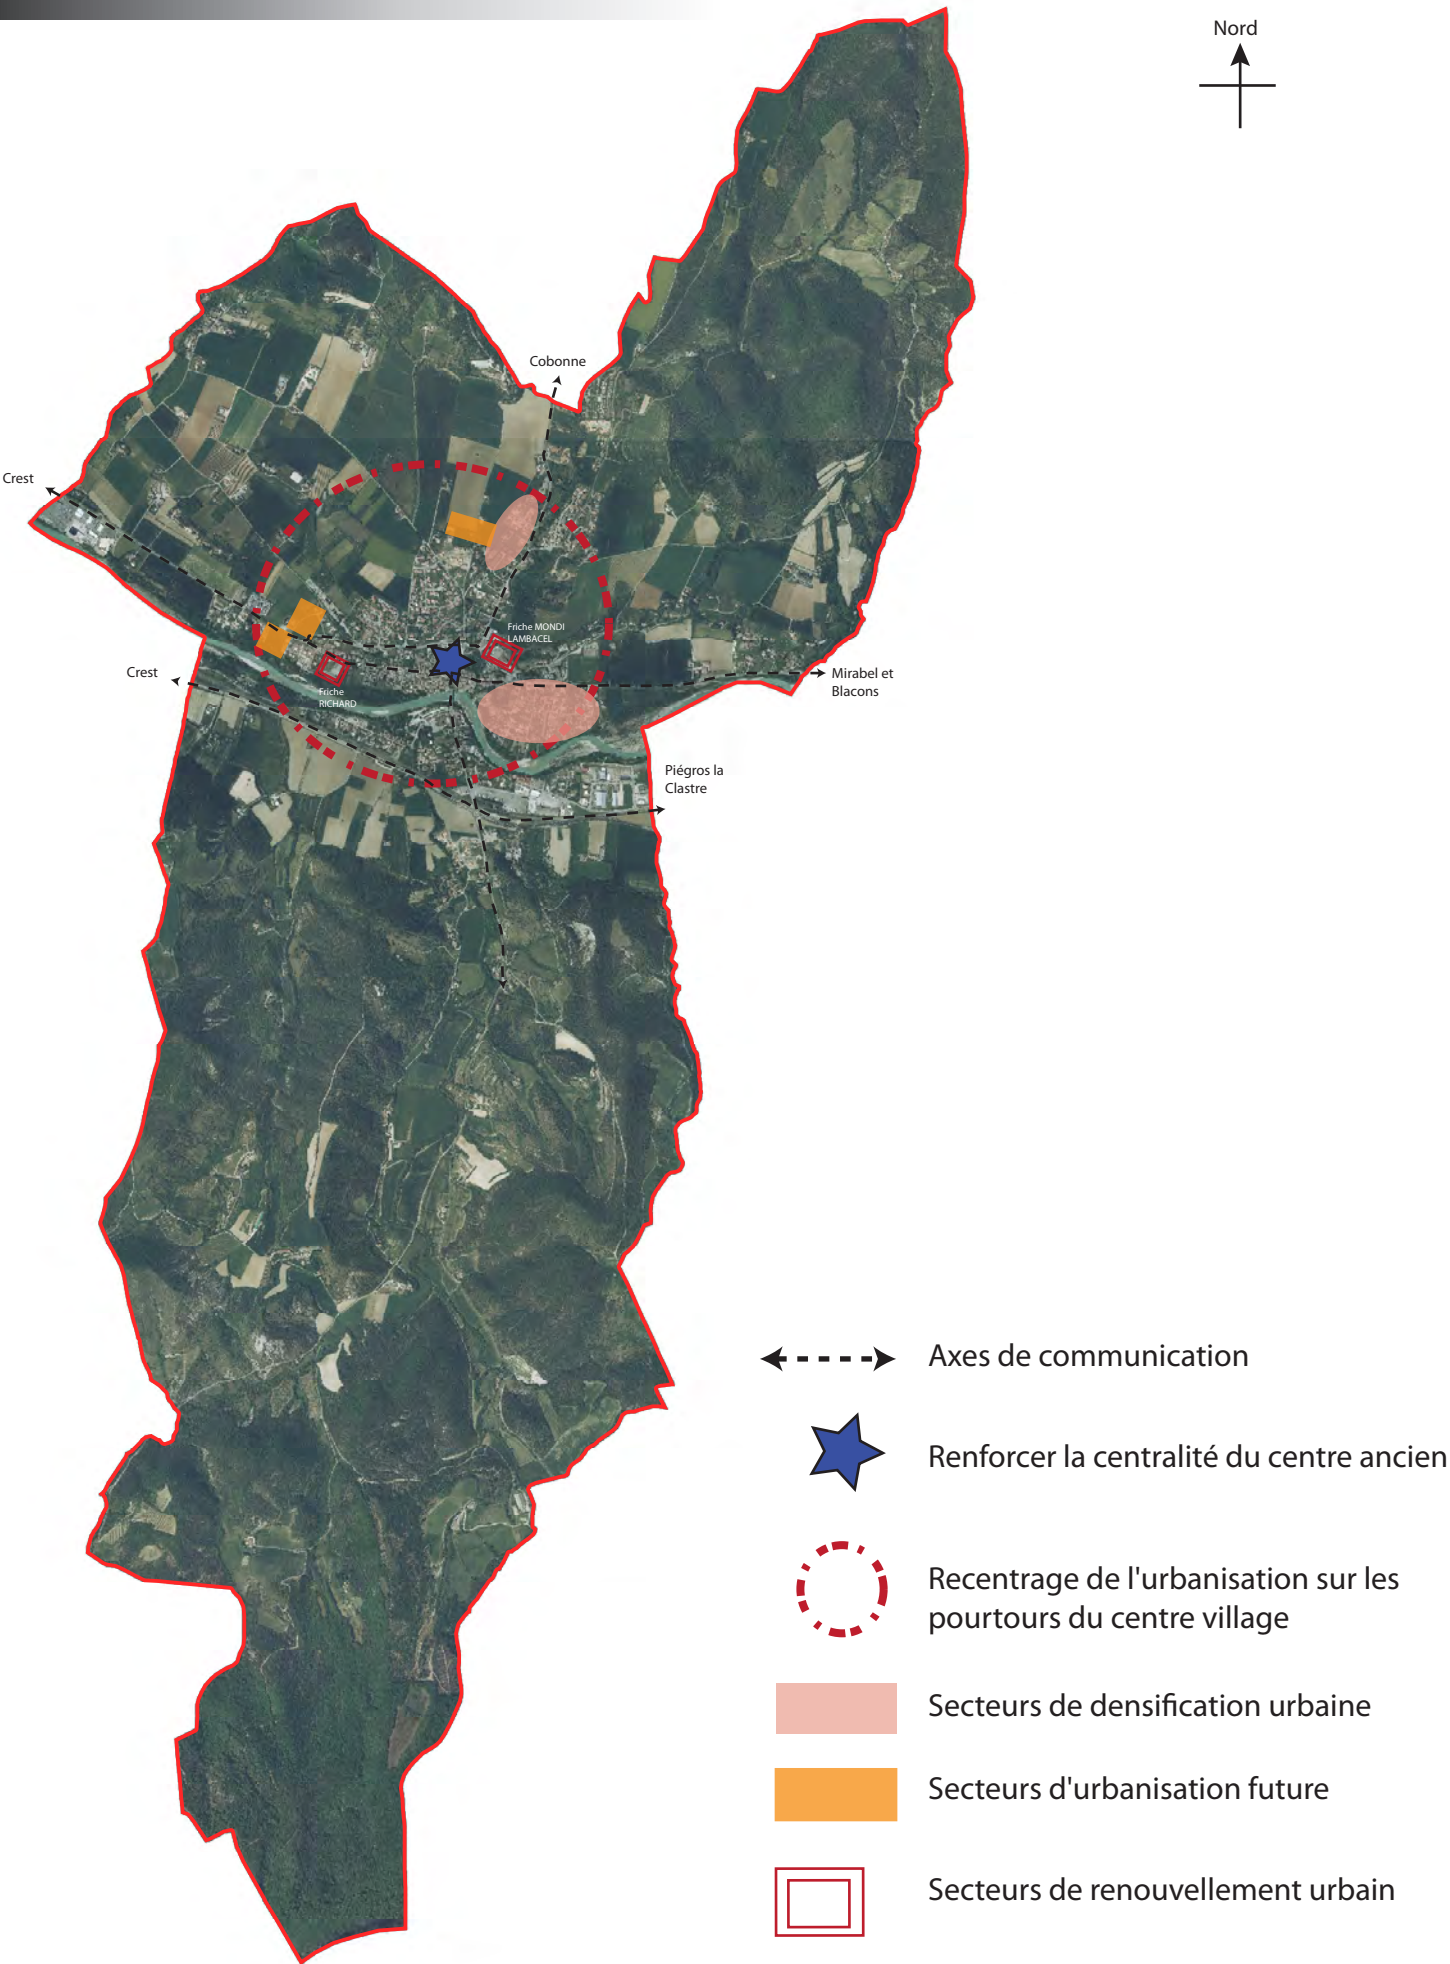 Nord
Cobonne
Crest
Friche MONDI
LAMBACEL
Crest
Friche
RICHARD
Mirabel et
Blacons
Piégros la
Clastre
Axes de communication
Renforcer la centralité du centre ancien
Recentrage de l'urbanisation sur les
pourtours du centre village
Secteurs de densification urbaine
Secteurs d'urbanisation future
Secteurs de renouvellement urbain